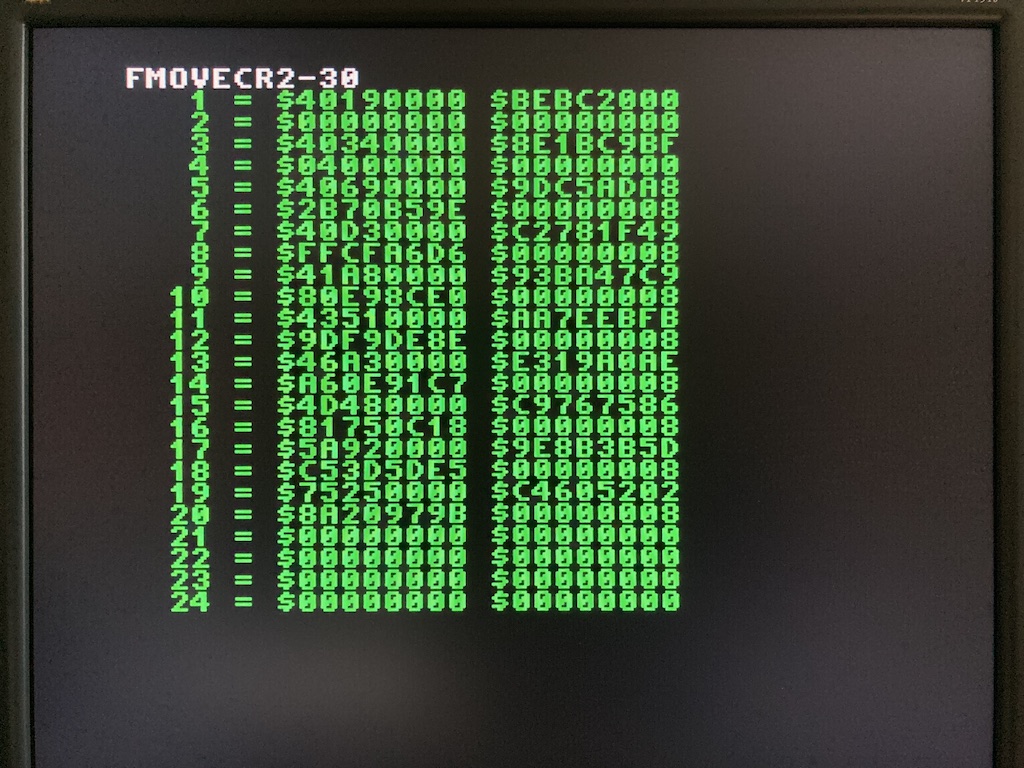 FMOVECR2-30
1 = $40190000 $BEBC2000
2 = $00000000 $00000000
3 = $40340000 $8E1BC9BF
4 = $04000000 $00000000
5 = $40690000 $9DC5ADA8
6 = $2B70B59E $00000008
7 = $40D30000 $C2781F49
8 = $FFCFA6D6 $00000008
9 = $41A80000 $93BA47C9
10 = $80E98CE0 $00000008
11 = $43510000 $AA7EEBFB
12 = $9DF9DE8E $00000008
13 = $46A30000 $E319A0AE
14 = $A60E91C7 $00000008
15 = $4D480000 $C9767586
16 = $81750C18 $00000008
17 = $5A920000 $9E8B3B5D
18 = $C53D5DE5 $00000008
19 = $75250000 $C4605202
20 = $8A20979B $00000008
21 = $00000000 $00000000
22 = $00000000 $00000000
23 = $00000000 $00000000
24 = $00000000 $00000000